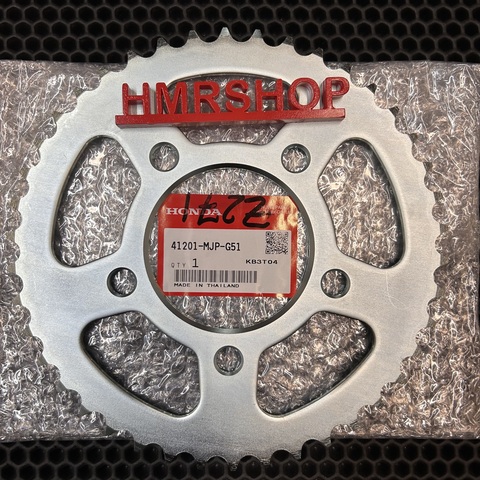 HMRSHOP
HONDA
41201-MJP-G51
QTY 1
KB3T04
MADE IN THAILAND